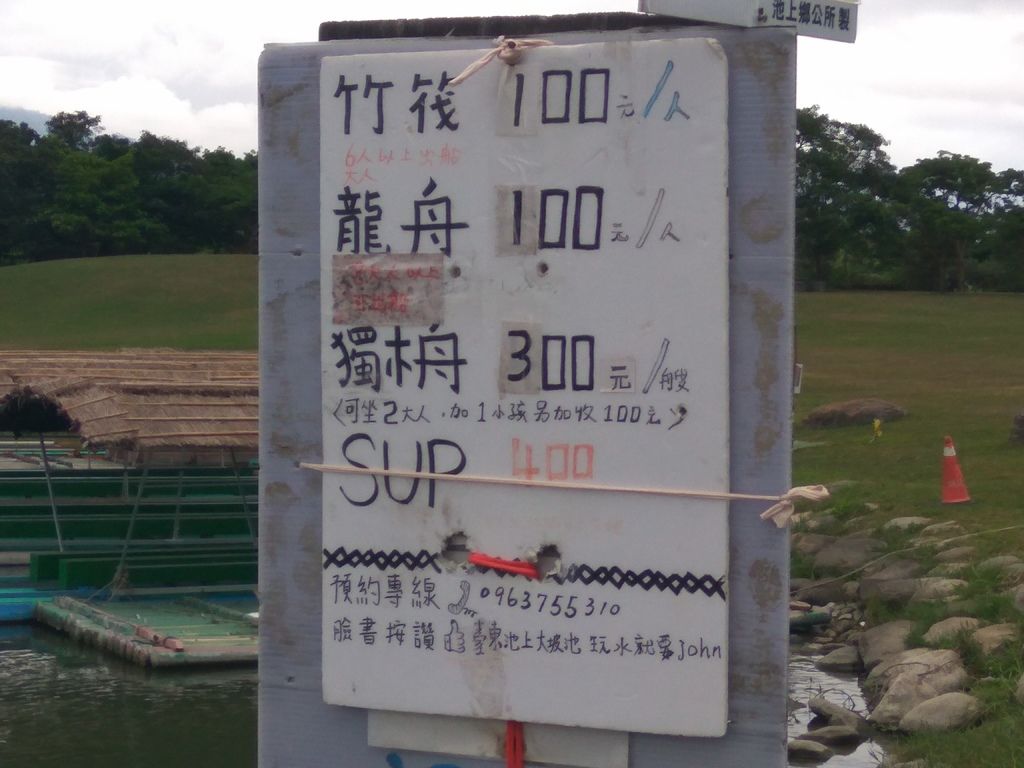 池上鄉公所製
竹筏 100元/人
6人以上出船
大人
龍舟 100元/人
人以上
船
獨木舟 300元/艘
(可坐2大人,加1小孩另加收100元)
SUP 400
預約專線 0963755310
臉書按讚 臺東池上大坡池 玩水就要John